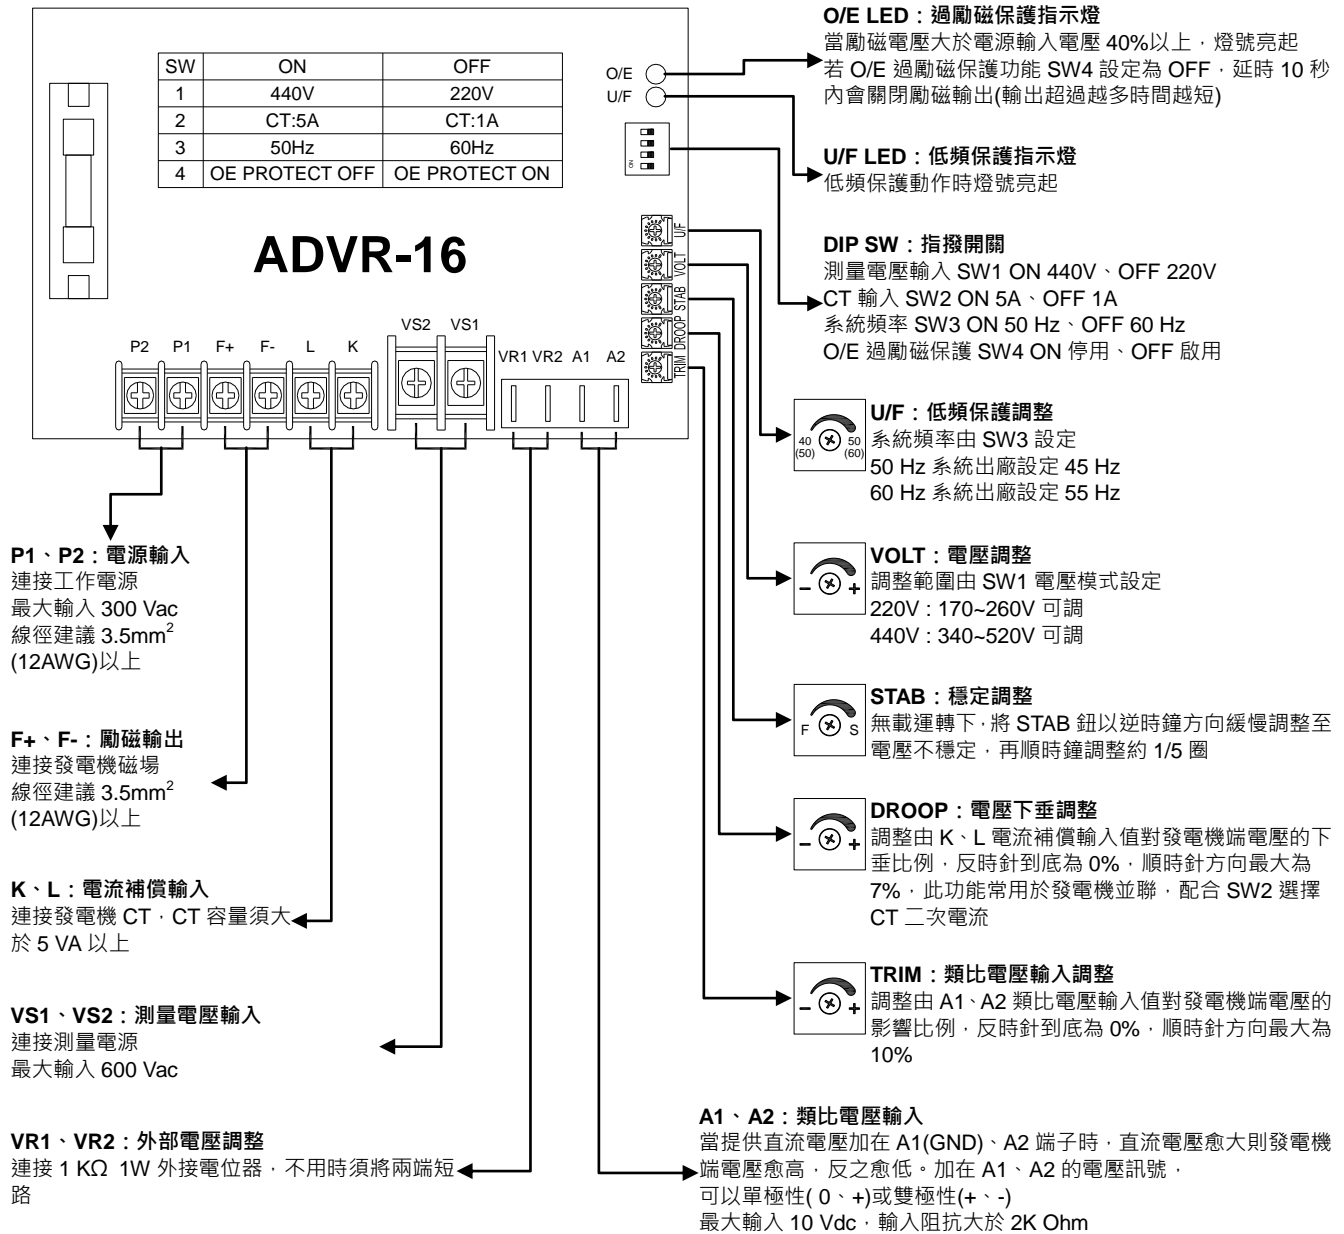 SW ON OFF
1 440V 220V
2 CT:5A CT:1A
3 50Hz 60Hz
4 OE PROTECT OFF OE PROTECT ON
ADVR-16
O/E
U/F
ON
U/F
VOLT
STAB
DROOP
TRIM
VS2 VS1
P2 P1 F+ F- L K
VR1 VR2 A1 A2
O/E LED：過勵磁保護指示燈
當勵磁電壓大於電源輸入電壓 40%以上，燈號亮起
若 O/E 過勵磁保護功能 SW4 設定為 OFF，延時 10 秒
內會關閉勵磁輸出(輸出超過越多時間越短)
U/F LED：低頻保護指示燈
低頻保護動作時燈號亮起
DIP SW：指撥開關
測量電壓輸入 SW1 ON 440V、OFF 220V
CT 輸入 SW2 ON 5A、OFF 1A
系統頻率 SW3 ON 50 Hz、OFF 60 Hz
O/E 過勵磁保護 SW4 ON 停用、OFF 啟用
40 50
(50) (60)
U/F：低頻保護調整
系統頻率由 SW3 設定
50 Hz 系統出廠設定 45 Hz
60 Hz 系統出廠設定 55 Hz
- +
VOLT：電壓調整
調整範圍由 SW1 電壓模式設定
220V : 170~260V 可調
440V : 340~520V 可調
F S
STAB：穩定調整
無載運轉下，將 STAB 鈕以逆時鐘方向緩慢調整至
電壓不穩定，再順時鐘調整約 1/5 圈
- +
DROOP：電壓下垂調整
調整由 K、L 電流補償輸入值對發電機端電壓的下
垂比例，反時針到底為 0%，順時針方向最大為
7%，此功能常用於發電機並聯，配合 SW2 選擇
CT 二次電流
- +
TRIM：類比電壓輸入調整
調整由 A1、A2 類比電壓輸入值對發電機端電壓的
影響比例，反時針到底為 0%，順時針方向最大為
10%
P1、P2：電源輸入
連接工作電源
最大輸入 300 Vac
線徑建議 3.5mm²
(12AWG)以上
F+、F-：勵磁輸出
連接發電機磁場
線徑建議 3.5mm²
(12AWG)以上
K、L：電流補償輸入
連接發電機 CT，CT 容量須大
於 5 VA 以上
VS1、VS2：測量電壓輸入
連接測量電源
最大輸入 600 Vac
VR1、VR2：外部電壓調整
連接 1 KΩ 1W 外接電位器，不用時須將兩端短
路
A1、A2：類比電壓輸入
當提供直流電壓加在 A1(GND)、A2 端子時，直流電壓愈大則發電機
端電壓愈高，反之愈低。加在 A1、A2 的電壓訊號，
可以單極性( 0、+)或雙極性(+、-)
最大輸入 10 Vdc，輸入阻抗大於 2K Ohm